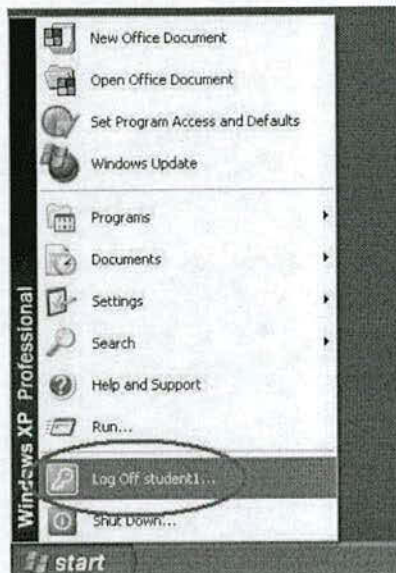 New Office Document
Open Office Document
Set Program Access and Defaults
Windows Update
Programs
Documents
Settings
Search
Help and Support
Run...
Log Off student1...
Shut Down...
Windows XP Professional
start